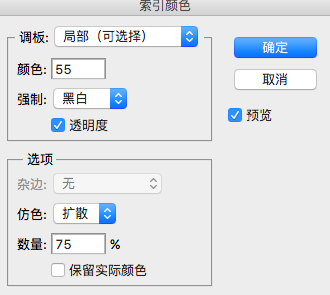 索引颜色
调板: 局部（可选择）
确定
颜色: 55
取消
强制: 黑白
预览
透明度
选项
杂边: 无
仿色: 扩散
数量: 75 %
保留实际颜色